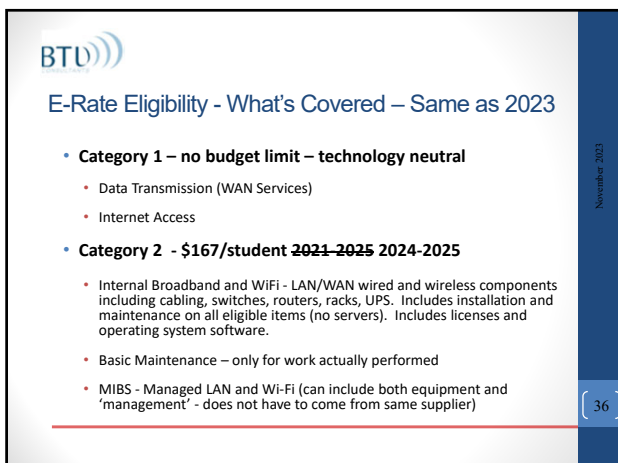 BTU
CONSULTANTS
E-Rate Eligibility - What's Covered – Same as 2023
• Category 1 – no budget limit – technology neutral
• Data Transmission (WAN Services)
• Internet Access
• Category 2 - $167/student 2021-2025 2024-2025
• Internal Broadband and WiFi - LAN/WAN wired and wireless components
including cabling, switches, routers, racks, UPS. Includes installation and
maintenance on all eligible items (no servers). Includes licenses and
operating system software.
• Basic Maintenance – only for work actually performed
• MIBS - Managed LAN and Wi-Fi (can include both equipment and
'management' - does not have to come from same supplier)
November 2023
36